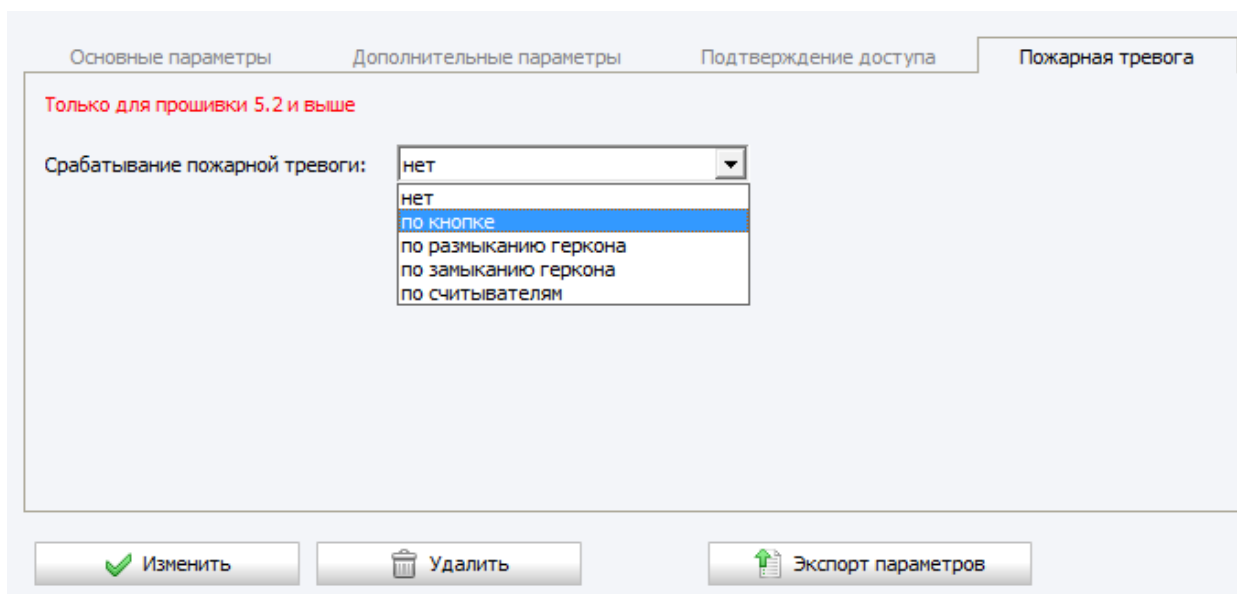 Основные параметры Дополнительные параметры Подтверждение доступа Пожарная тревога
Только для прошивки 5.2 и выше
Срабатывание пожарной тревоги: нет
нет
по кнопке
по размыканию геркона
по замыканию геркона
по считывателям
Изменить Удалить Экспорт параметров